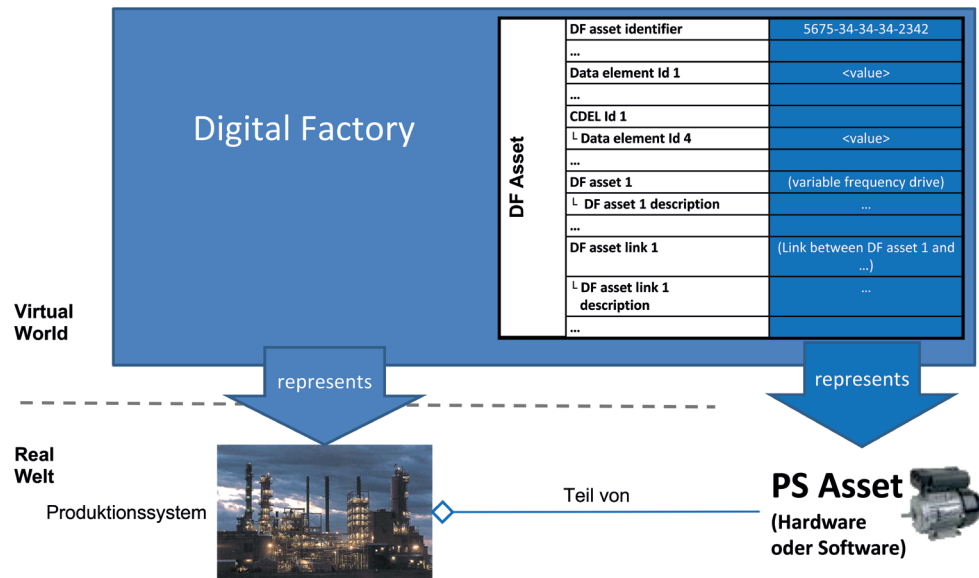 Digital Factory
DF Asset
DF asset identifier 5675-34-34-34-2342
...
Data element Id 1 <value>
...
CDEL Id 1
└ Data element Id 4 <value>
...
DF asset 1 (variable frequency drive)
└ DF asset 1 description ...
...
DF asset link 1 (Link between DF asset 1 and
...)
└ DF asset link 1 ...
description
...
Virtual
World
represents
represents
Real
Welt
Produktionssystem
Teil von
PS Asset
(Hardware
oder Software)